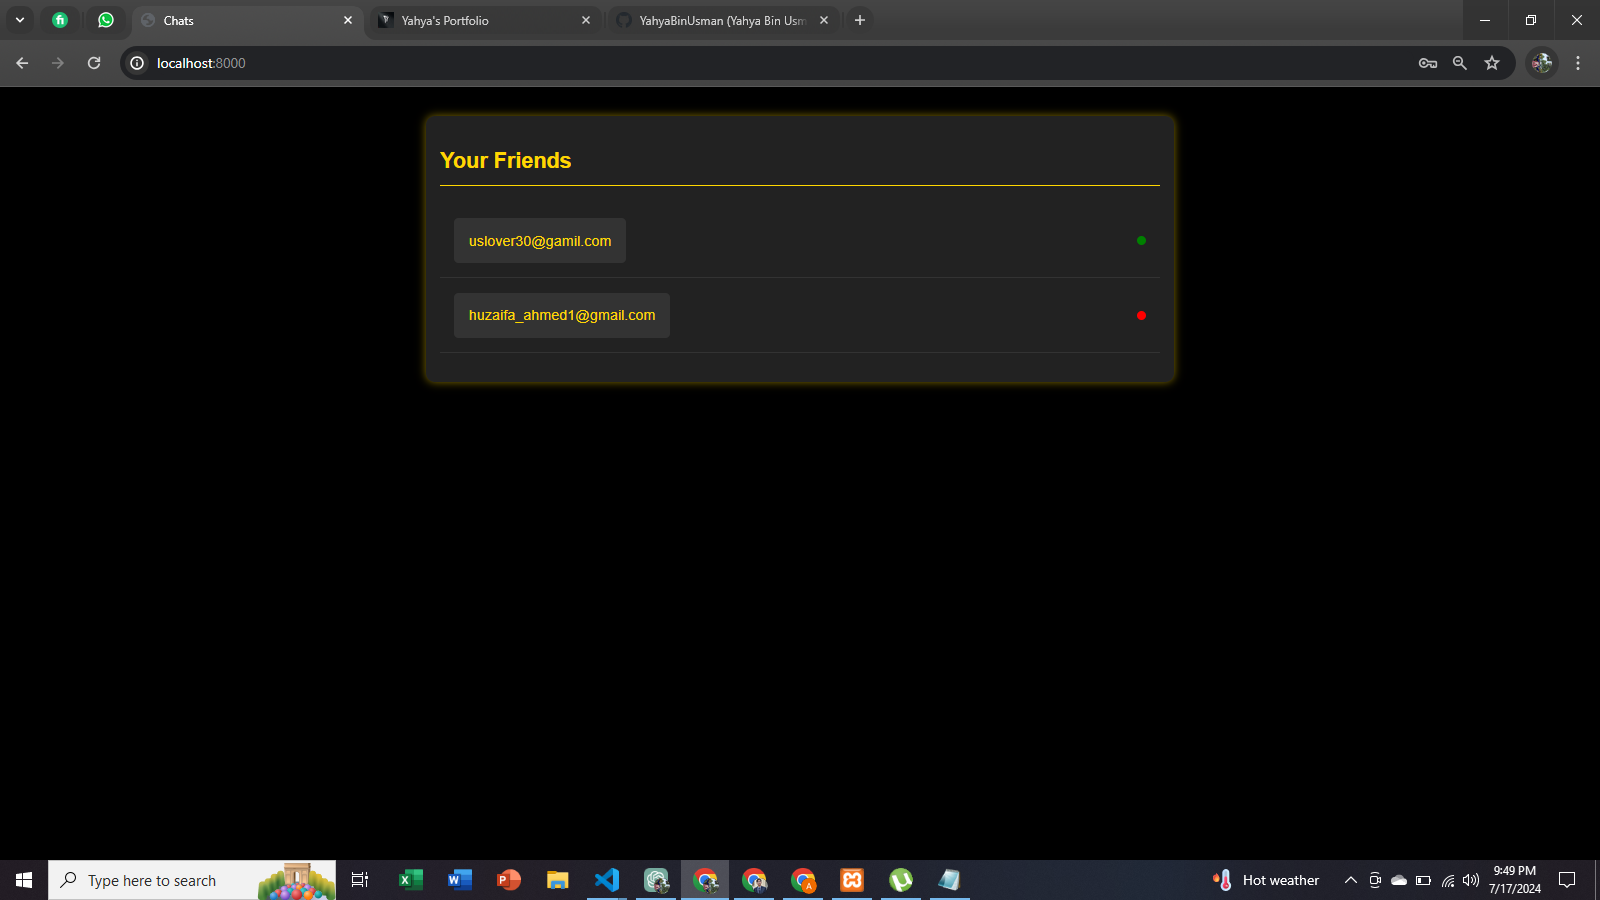 Chats
Yahya's Portfolio
YahyaBinUsman (Yahya Bin Usm
localhost:8000
Your Friends
uslover30@gamil.com
huzaifa_ahmed1@gmail.com
Type here to search
Hot weather
9:49 PM
7/17/2024